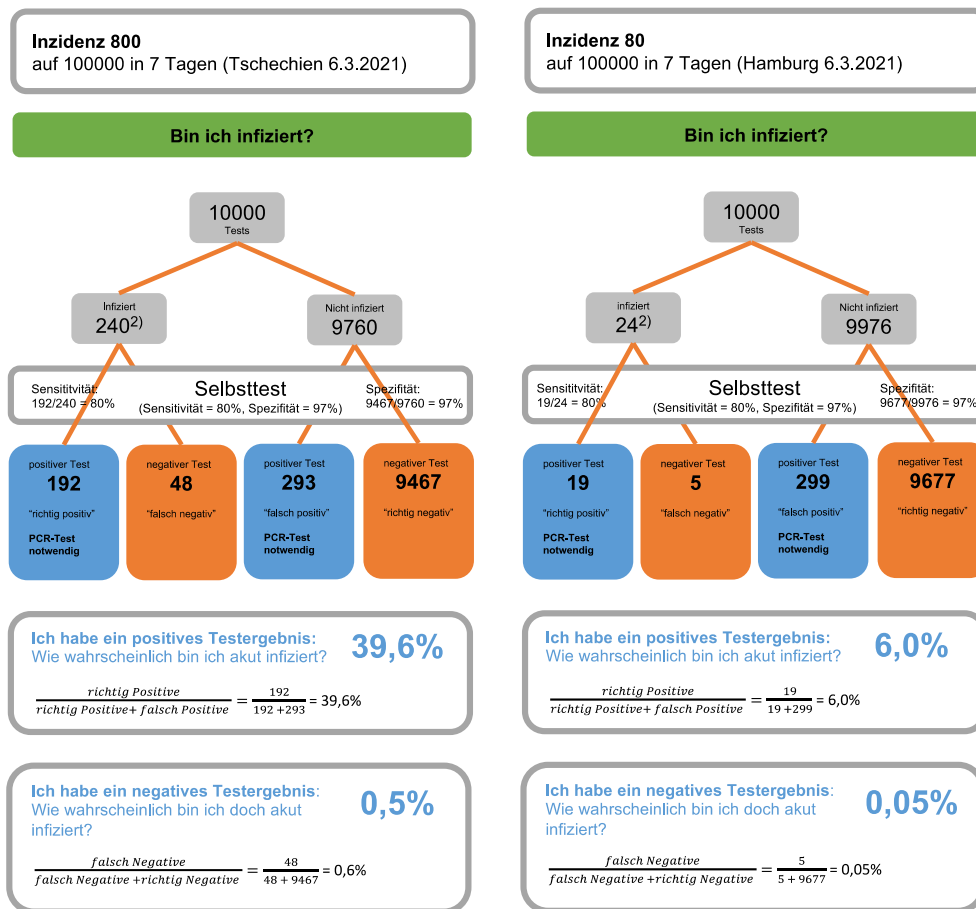 Inzidenz 800
auf 100000 in 7 Tagen (Tschechien 6.3.2021)
Bin ich infiziert?
10000
Tests
Infiziert
240²⁾
Nicht infiziert
9760
Sensititvität:
192/240 = 80%
Selbsttest
(Sensitivität = 80%, Spezifität = 97%)
Spezifität:
9467/9760 = 97%
positiver Test
192
"richtig positiv"
PCR-Test
notwendig
negativer Test
48
"falsch negativ"
positiver Test
293
"falsch positiv"
PCR-Test
notwendig
negativer Test
9467
"richtig negativ"
Ich habe ein positives Testergebnis:
Wie wahrscheinlich bin ich akut infiziert?
39,6%
richtig Positive / richtig Positive+ falsch Positive = 192 / 192 +293 = 39,6%
Ich habe ein negatives Testergebnis:
Wie wahrscheinlich bin ich doch akut
infiziert?
0,5%
falsch Negative / falsch Negative +richtig Negative = 48 / 48 + 9467 = 0,6%
Inzidenz 80
auf 100000 in 7 Tagen (Hamburg 6.3.2021)
Bin ich infiziert?
10000
Tests
infiziert
24²⁾
Nicht infiziert
9976
Sensitivität:
19/24 = 80%
Selbsttest
(Sensitivität = 80%, Spezifität = 97%)
Spezifität:
9677/9976 = 97%
positiver Test
19
"richtig positiv"
PCR-Test
notwendig
negativer Test
5
"falsch negativ"
positiver Test
299
"falsch positiv"
PCR-Test
notwendig
negativer Test
9677
"richtig negativ"
Ich habe ein positives Testergebnis:
Wie wahrscheinlich bin ich akut infiziert?
6,0%
richtig Positive / richtig Positive+ falsch Positive = 19 / 19 +299 = 6,0%
Ich habe ein negatives Testergebnis:
Wie wahrscheinlich bin ich doch akut
infiziert?
0,05%
falsch Negative / falsch Negative +richtig Negative = 5 / 5 + 9677 = 0,05%